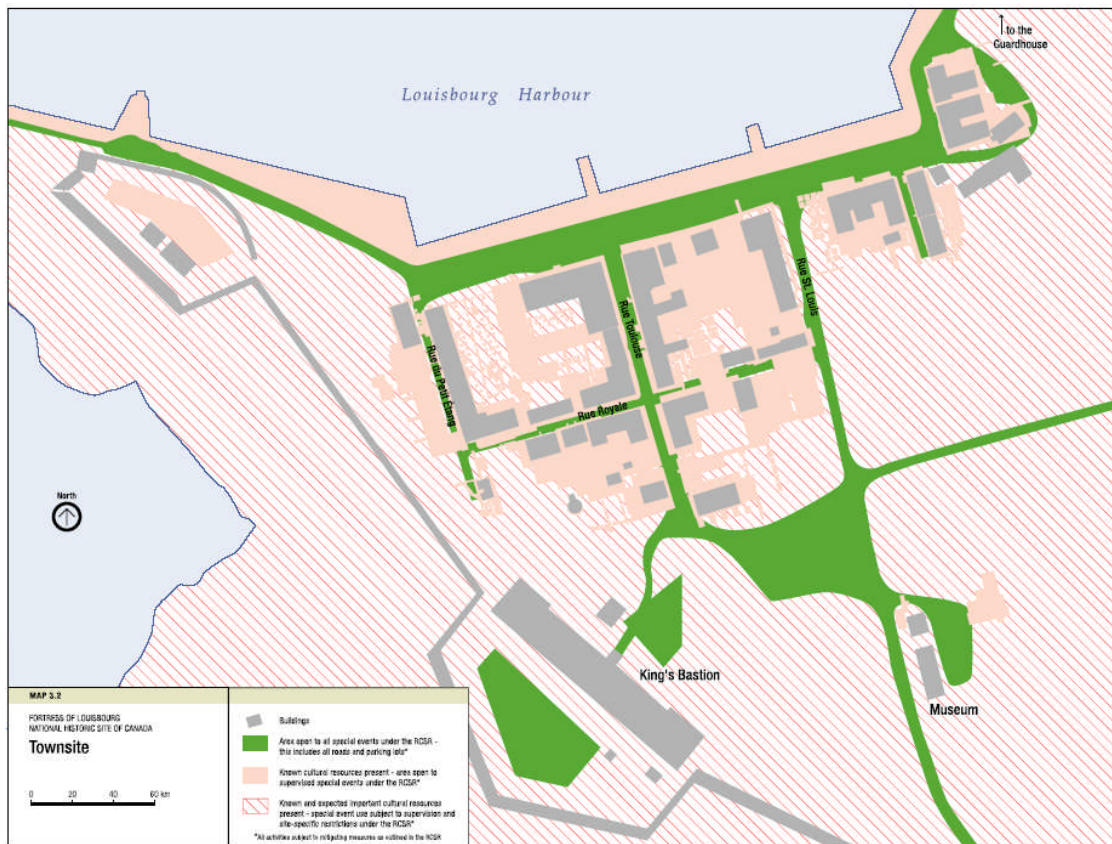 to the
Guardhouse
Louisbourg Harbour
Rue St. Louis
Rue Toulouse
Rue du Petit Étang
Rue Royale
North
King's Bastion
Museum
MAP 3.2
FORTRESS OF LOUISBOURG
NATIONAL HISTORIC SITE OF CANADA
Townsite
0 20 40 60 km
Buildings
Area open to all special events under the RCSR -
this includes all roads and parking lots*
Known cultural resources present - area open to
supervised special events under the RCSR*
Known and expected important cultural resources
present - special event use subject to supervision and
site-specific restrictions under the RCSR*
*All activities subject to mitigating measures as outlined in the RCSR